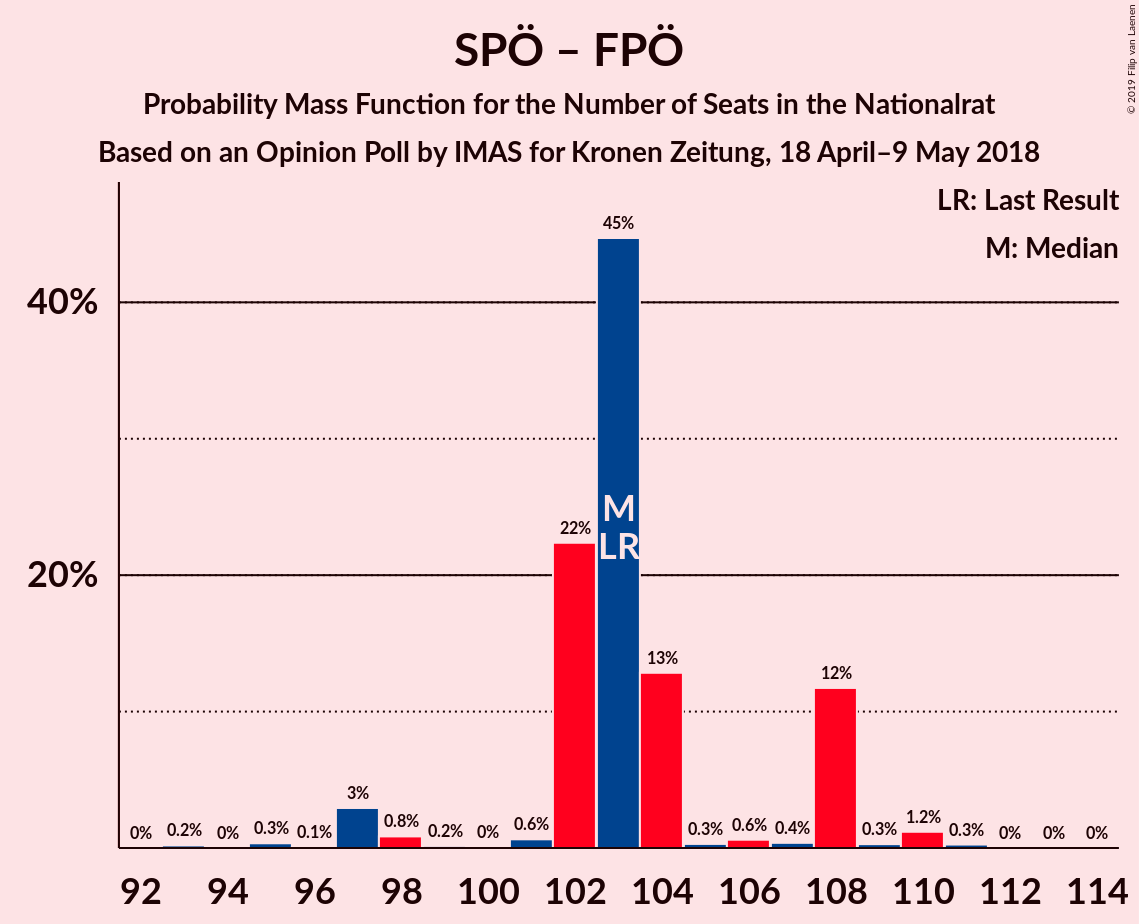 SPÖ – FPÖ
Probability Mass Function for the Number of Seats in the Nationalrat
Based on an Opinion Poll by IMAS for Kronen Zeitung, 18 April–9 May 2018
© 2019 Filip van Laenen
LR: Last Result
M: Median
40%
20%
0% 0.2% 0% 0.3% 0.1% 3% 0.8% 0.2% 0% 0.6% 22% 45% 13% 0.3% 0.6% 0.4% 12% 0.3% 1.2% 0.3% 0% 0% 0%
M
LR
92 94 96 98 100 102 104 106 108 110 112 114